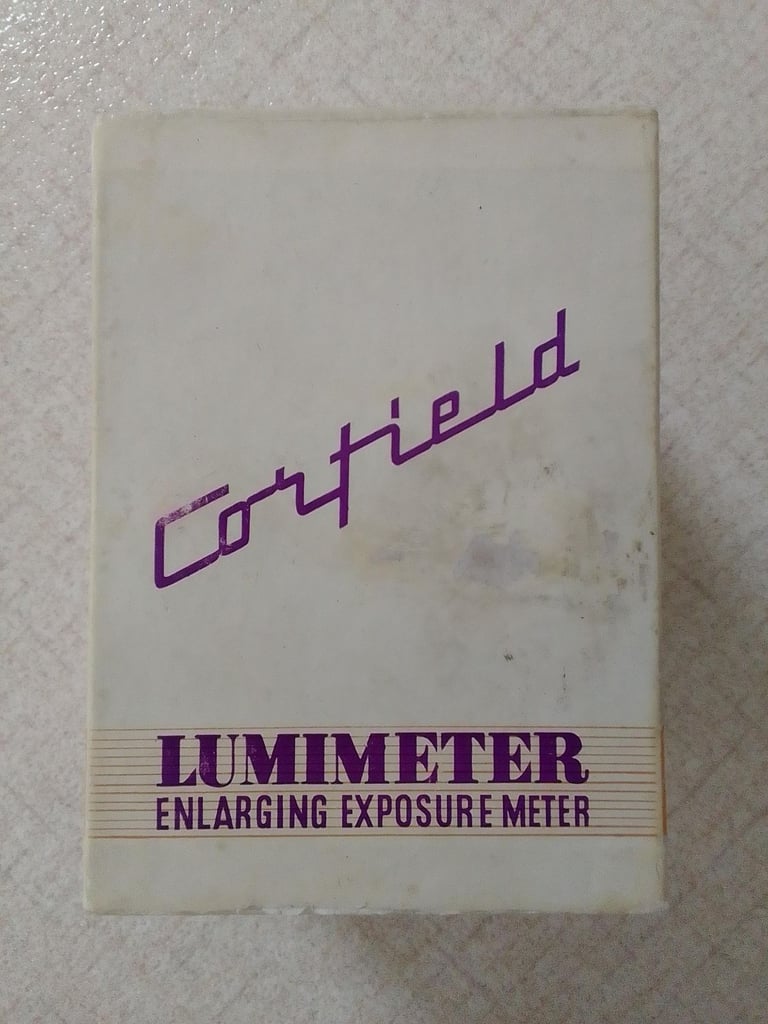 Corfield
LUMIMETER
ENLARGING EXPOSURE METER